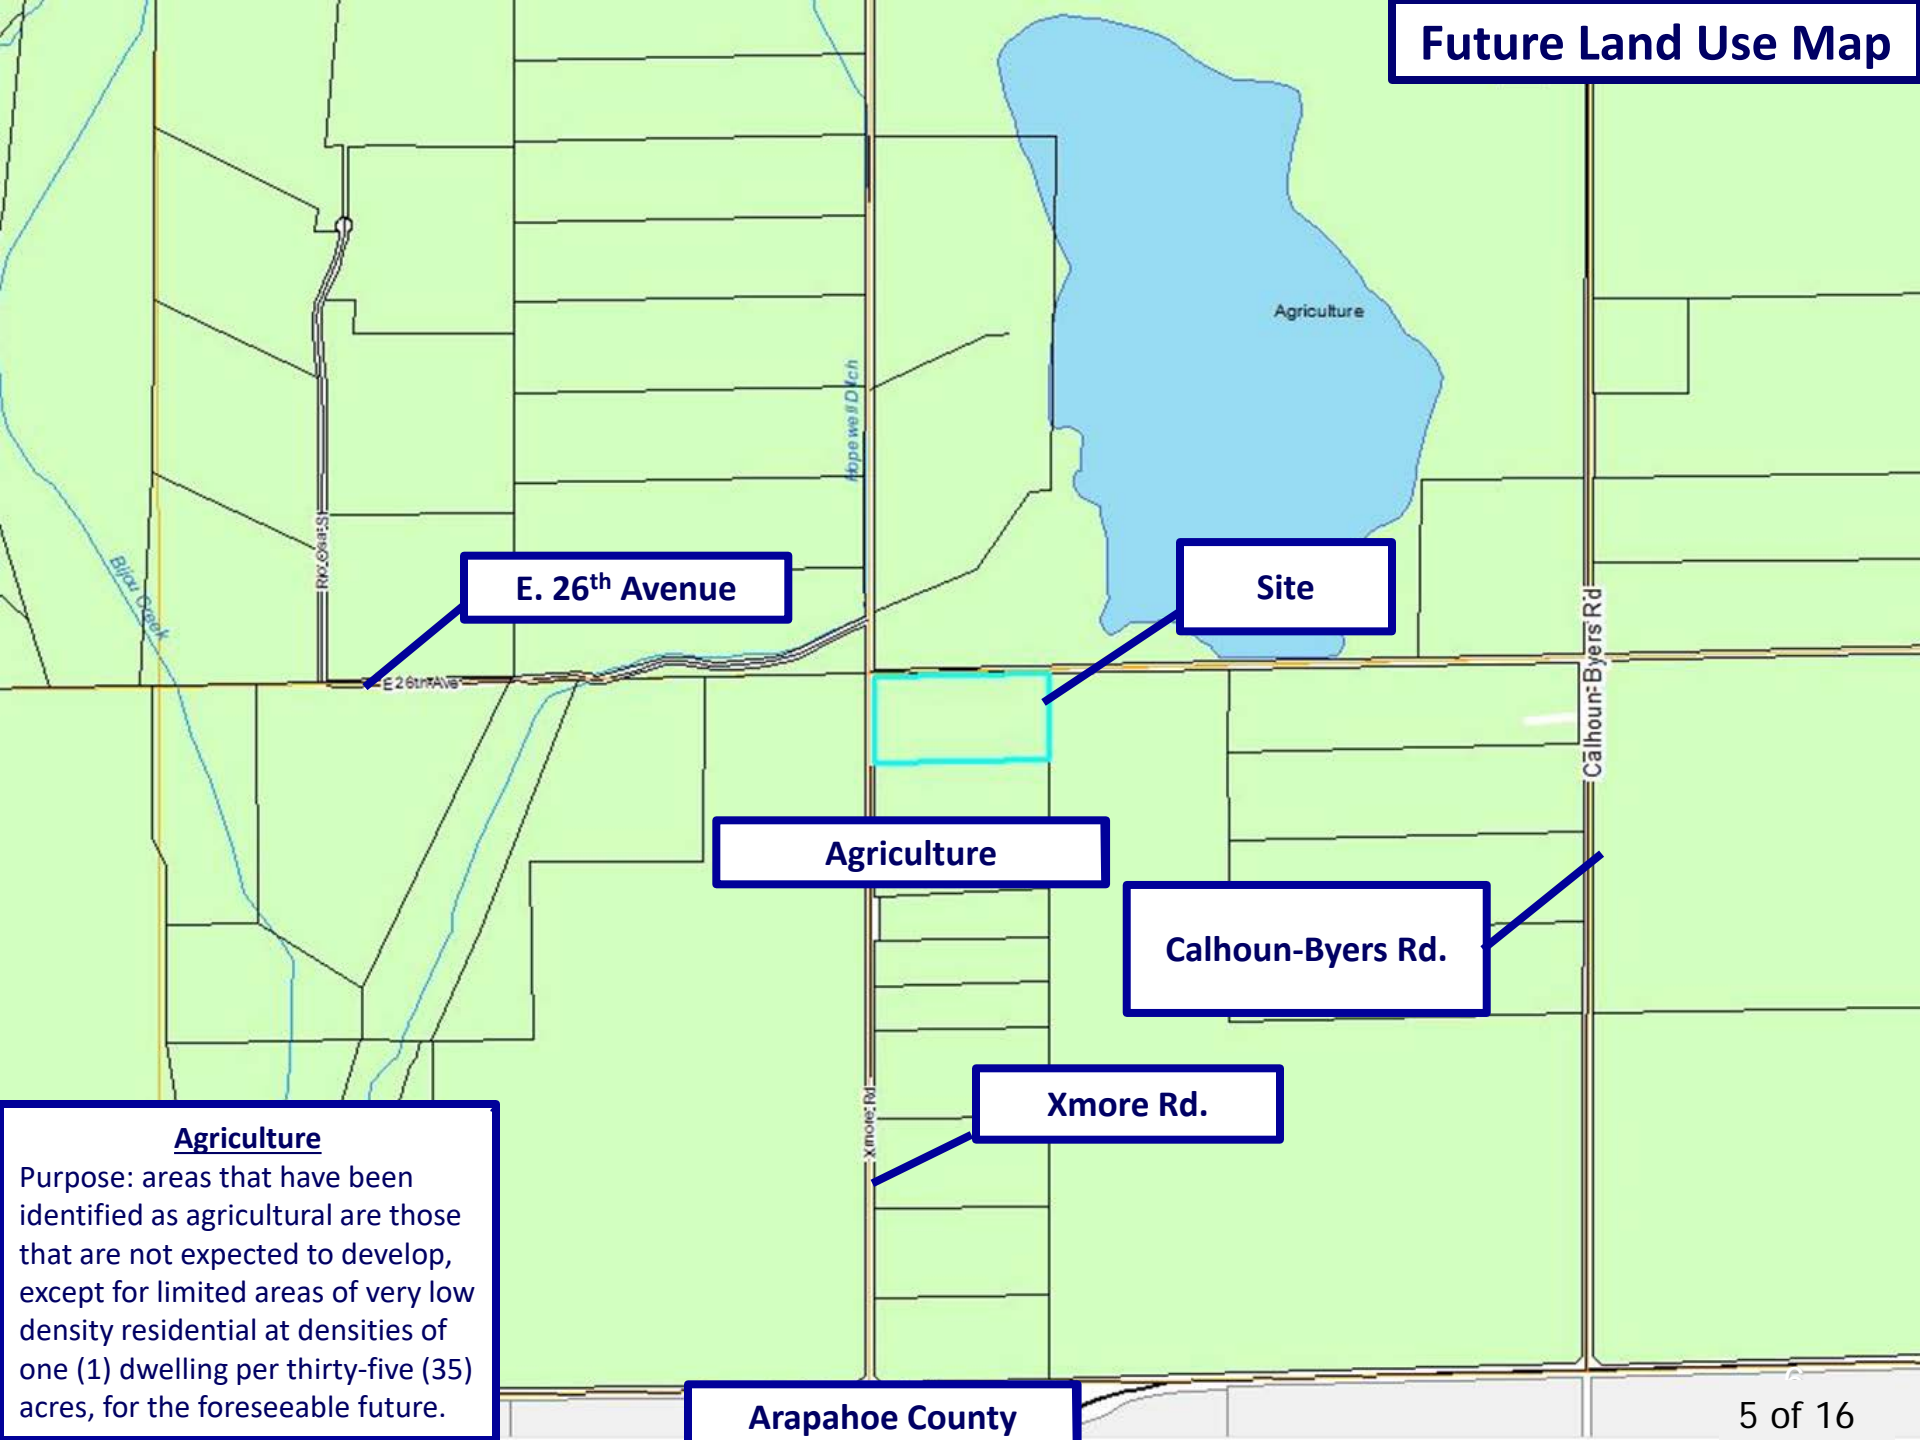 Future Land Use Map
Agriculture
Hopewell Ditch
Bijou Creek
E. 26th Avenue
Site
E 26th Ave
Calhoun-Byers Rd
Agriculture
Calhoun-Byers Rd.
Xmore Rd.
Xmore Rd
Agriculture
Purpose: areas that have been
identified as agricultural are those
that are not expected to develop,
except for limited areas of very low
density residential at densities of
one (1) dwelling per thirty-five (35)
acres, for the foreseeable future.
Arapahoe County
5 of 16